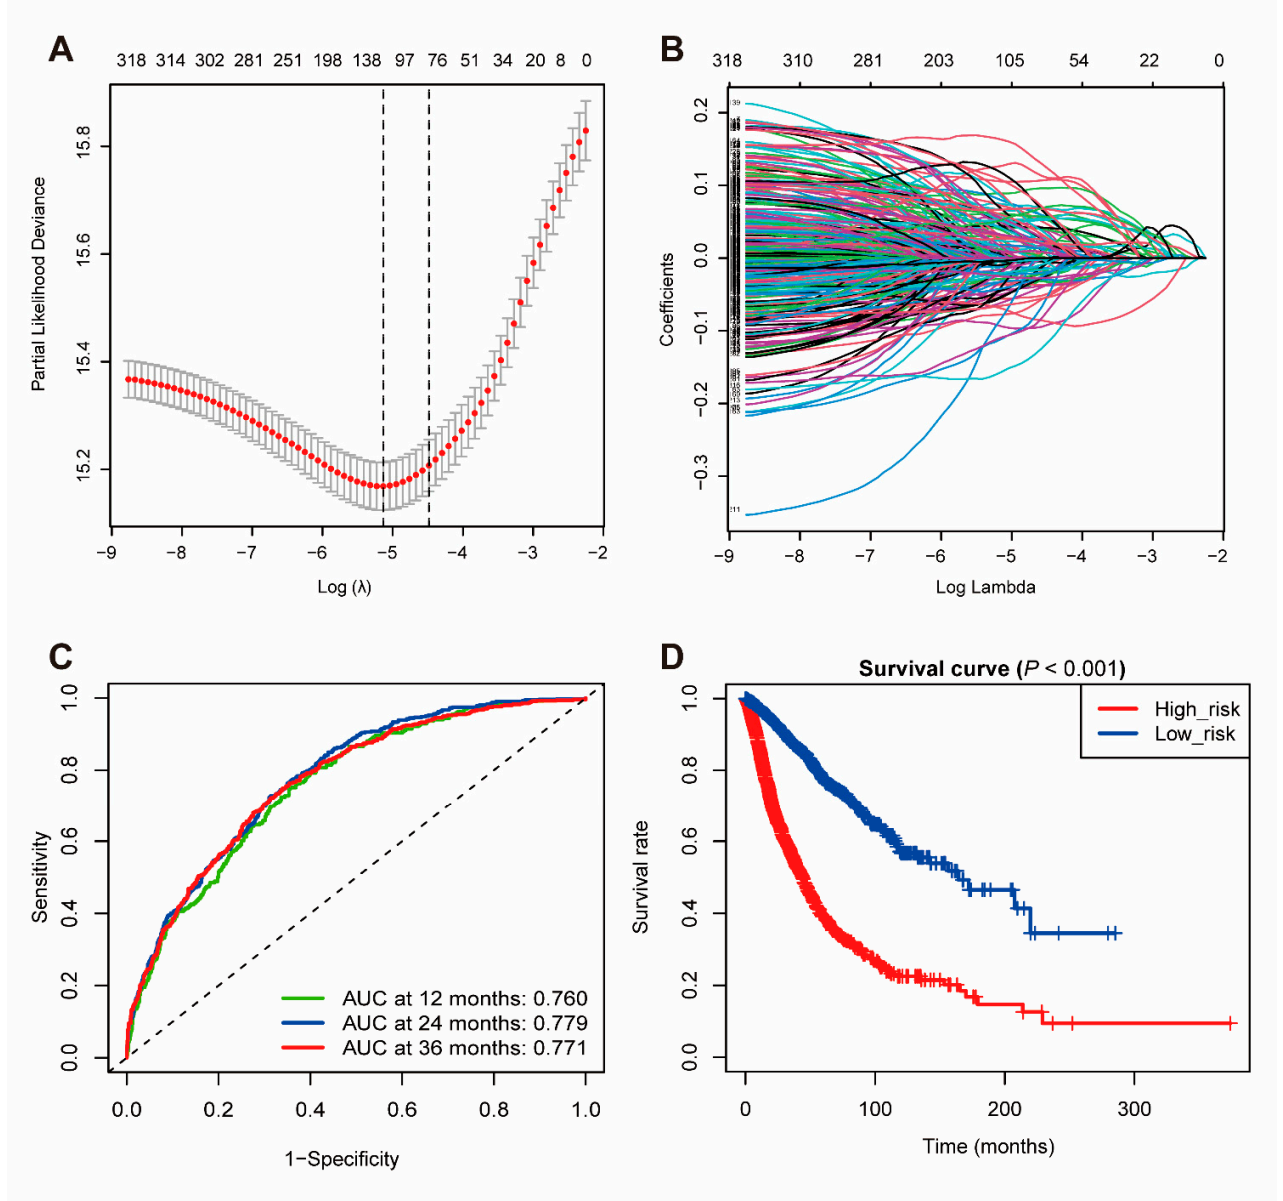 A
318 314 302 281 251 198 138 97 76 51 34 20 8 0
15.8
15.6
15.4
15.2
Partial Likelihood Deviance
−9 −8 −7 −6 −5 −4 −3 −2
Log (λ)
B
318 310 281 203 105 54 22 0
0.2
0.1
0.0
−0.1
−0.2
−0.3
Coefficients
−9 −8 −7 −6 −5 −4 −3 −2
Log Lambda
C
1.0
0.8
0.6
0.4
0.2
0.0
Sensitivity
AUC at 12 months: 0.760
AUC at 24 months: 0.779
AUC at 36 months: 0.771
0.0 0.2 0.4 0.6 0.8 1.0
1−Specificity
D
Survival curve (P < 0.001)
High_risk
Low_risk
1.0
0.8
0.6
0.4
0.2
0.0
Survival rate
0 100 200 300
Time (months)